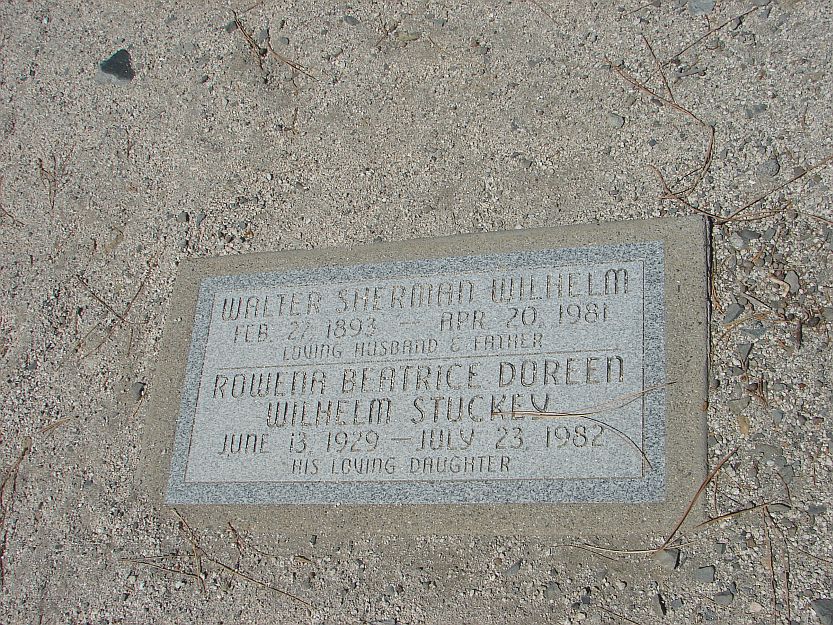 WALTER SHERMAN WILHELM
FEB. 27, 1893 — APR. 20, 1981
LOVING HUSBAND & FATHER
ROWENA BEATRICE DOREEN
WILHELM STUCKEY
JUNE 13, 1929 — JULY 23, 1982
HIS LOVING DAUGHTER